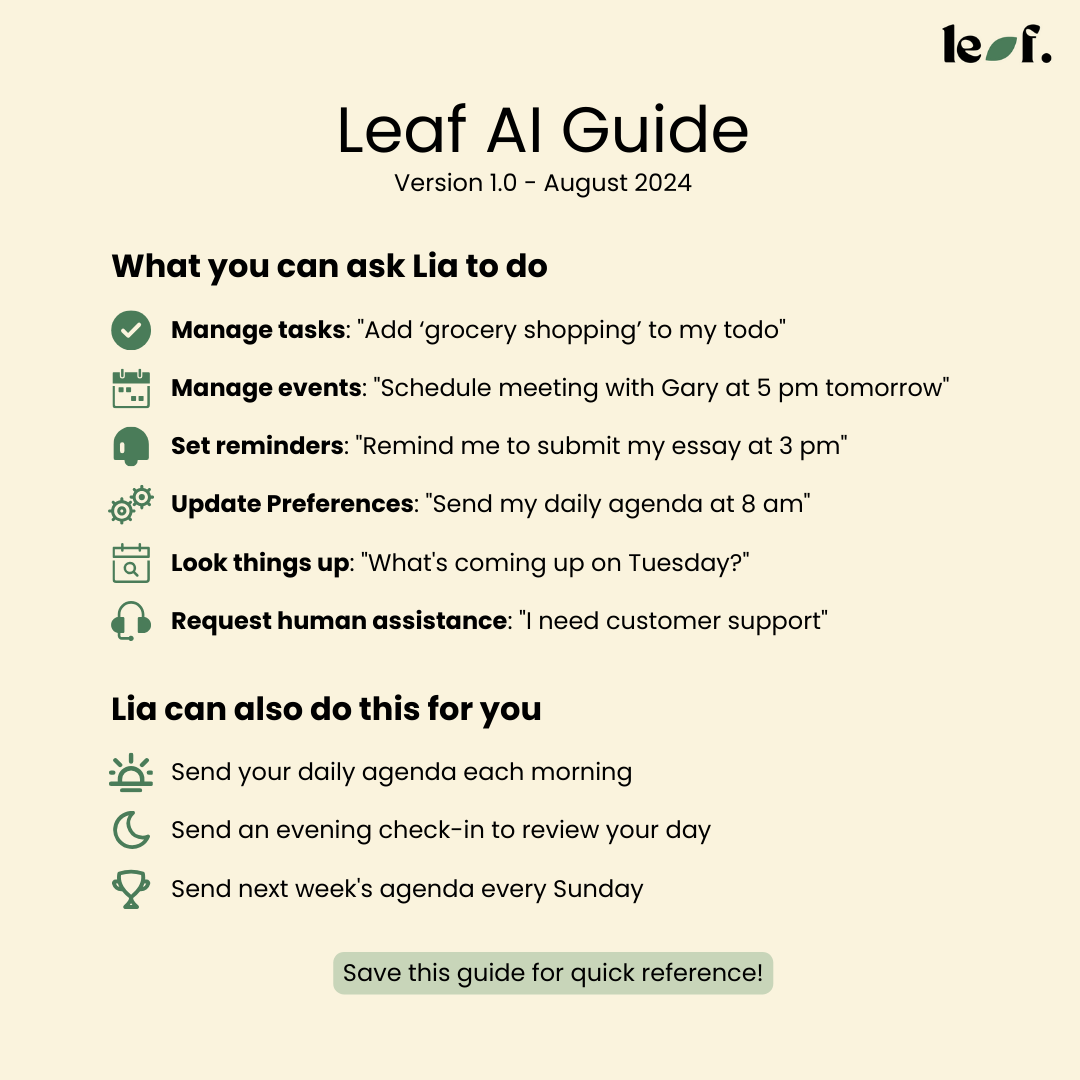 leaf.
Leaf AI Guide
Version 1.0 - August 2024
What you can ask Lia to do
Manage tasks: "Add ‘grocery shopping’ to my todo"
Manage events: "Schedule meeting with Gary at 5 pm tomorrow"
Set reminders: "Remind me to submit my essay at 3 pm"
Update Preferences: "Send my daily agenda at 8 am"
Look things up: "What's coming up on Tuesday?"
Request human assistance: "I need customer support"
Lia can also do this for you
Send your daily agenda each morning
Send an evening check-in to review your day
Send next week's agenda every Sunday
Save this guide for quick reference!